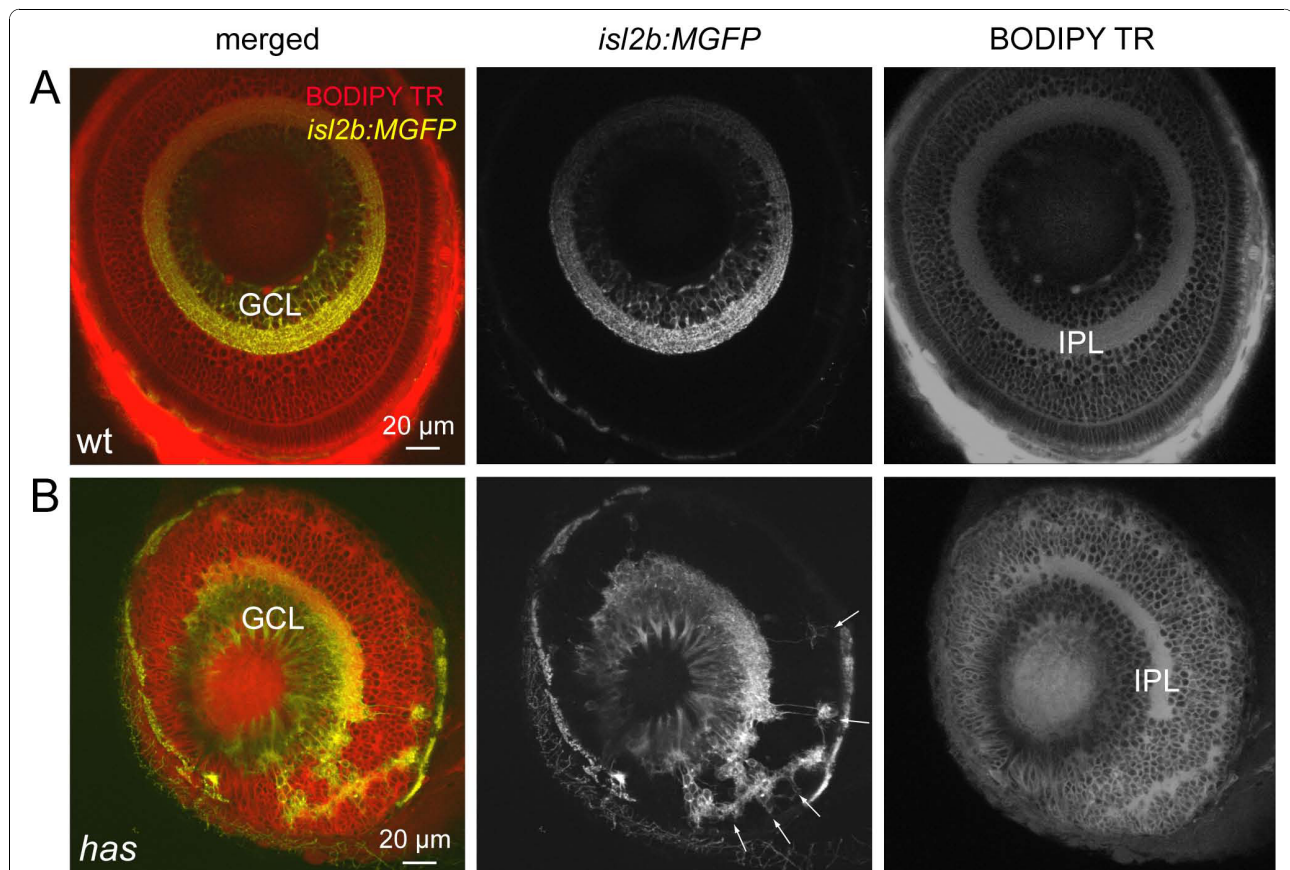 merged isl2b:MGFP BODIPY TR
A
BODIPY TR
isl2b:MGFP
GCL
IPL
20 µm
wt
B
GCL
IPL
20 µm
has